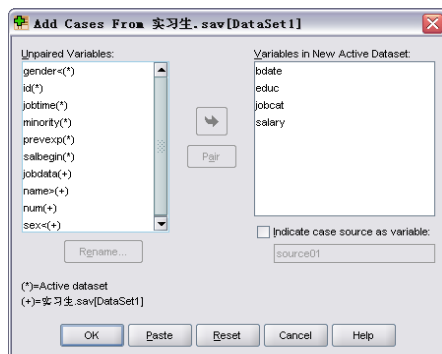 Add Cases From 实习生.sav[DataSet1]
Unpaired Variables:
gender<(*)
id(*)
jobtime(*)
minority(*)
prevexp(*)
salbegin(*)
jobdata(+)
name>(+)
num(+)
sex<(+)
Rename...
Pair
Variables in New Active Dataset:
bdate
educ
jobcat
salary
Indicate case source as variable:
source01
(*)=Active dataset
(+)=实习生.sav[DataSet1]
OK Paste Reset Cancel Help